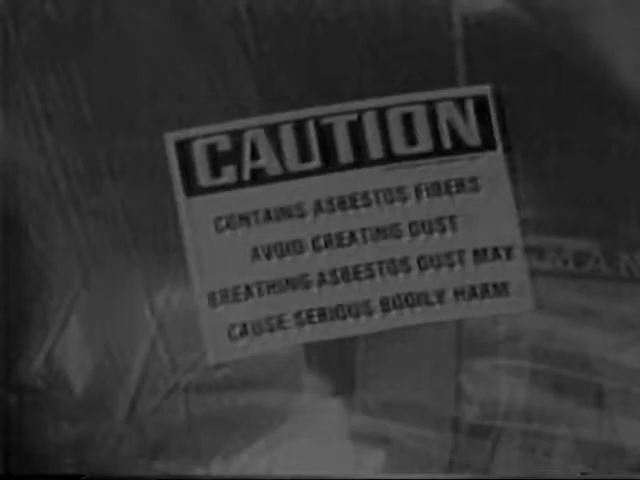 CAUTION
CONTAINS ASBESTOS FIBERS
AVOID CREATING DUST
BREATHING ASBESTOS DUST MAY
CAUSE SERIOUS BODILY HARM